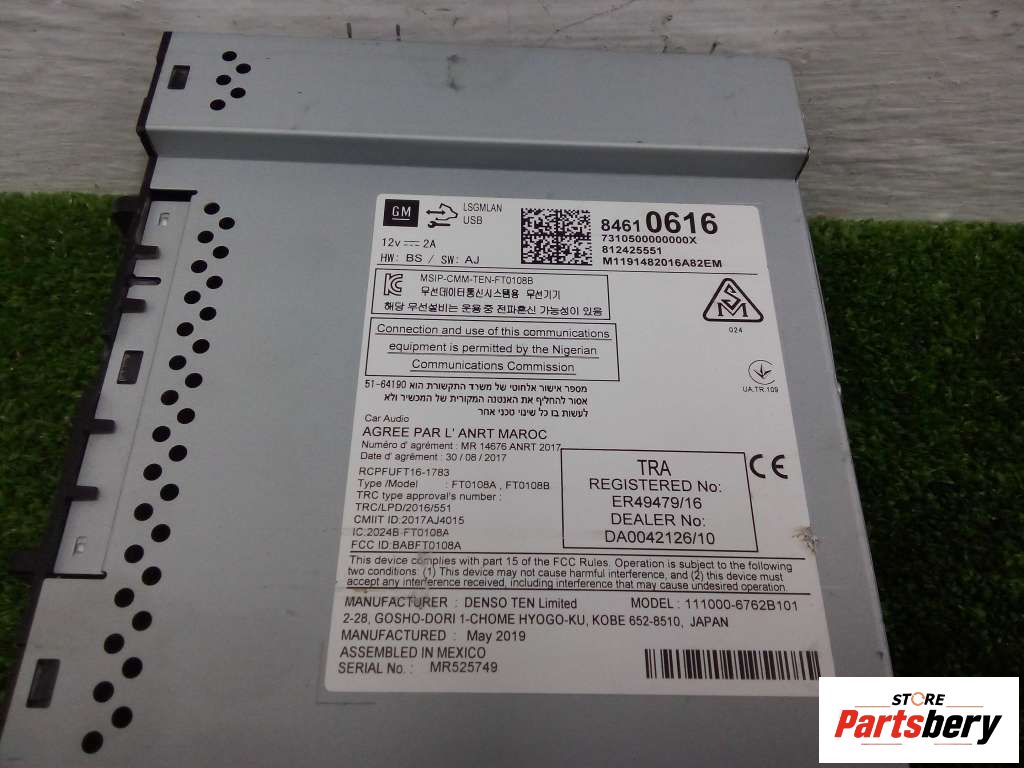 GM
LSGMLAN
USB
12v 2A
HW: BS / SW: AJ
84610616
7310500000000X
812425551
M1191482016A82EM
MSIP-CMM-TEN-FT0108B
무선데이터통신시스템용 무선기기
해당 무선설비는 운용중 전파혼신 가능성이 있음
SM
024
Connection and use of this communications
equipment is permitted by the Nigerian
Communications Commission
UA.TR.109
מספר אישור אלחוטי של משרד התקשורת הוא 51-64190
אסור להחליף את האנטנה המקורית של המכשיר ולא
לעשות בו כל שינוי טכני אחר
Car Audio
AGREE PAR L' ANRT MAROC
Numéro d' agrément : MR 14676 ANRT 2017
Date d' agrément : 30 / 08 / 2017
RCPFUFT16-1783
Type /Model : FT0108A , FT0108B
TRC type approval's number :
TRC/LPD/2016/551
CMIIT ID:2017AJ4015
IC:2024B-FT0108A
FCC ID:BABFT0108A
TRA
REGISTERED No:
ER49479/16
DEALER No:
DA0042126/10
CE
This device complies with part 15 of the FCC Rules. Operation is subject to the following
two conditions: (1) This device may not cause harmful interference, and (2) this device must
accept any interference received, including interference that may cause undesired operation.
MANUFACTURER : DENSO TEN Limited MODEL : 111000-6762B101
2-28, GOSHO-DORI 1-CHOME HYOGO-KU, KOBE 652-8510, JAPAN
MANUFACTURED : May 2019
ASSEMBLED IN MEXICO
SERIAL No. : MR525749
STORE
Partsbery